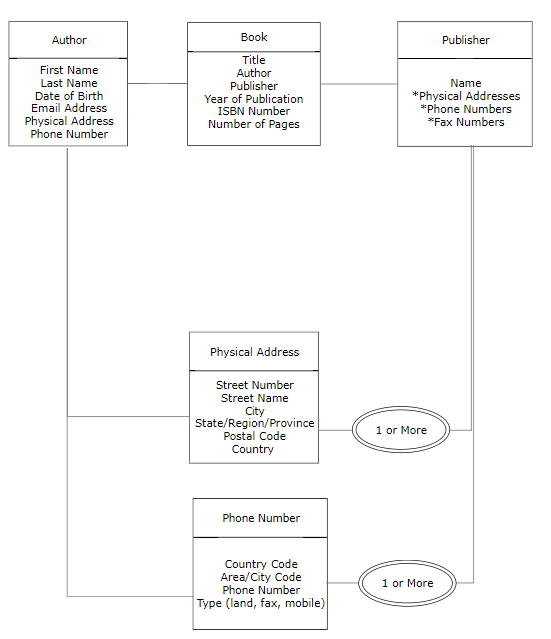 Author
First Name
Last Name
Date of Birth
Email Address
Physical Address
Phone Number
Book
Title
Author
Publisher
Year of Publication
ISBN Number
Number of Pages
Publisher
Name
*Physical Addresses
*Phone Numbers
*Fax Numbers
Physical Address
Street Number
Street Name
City
State/Region/Province
Postal Code
Country
1 or More
Phone Number
Country Code
Area/City Code
Phone Number
Type (land, fax, mobile)
1 or More